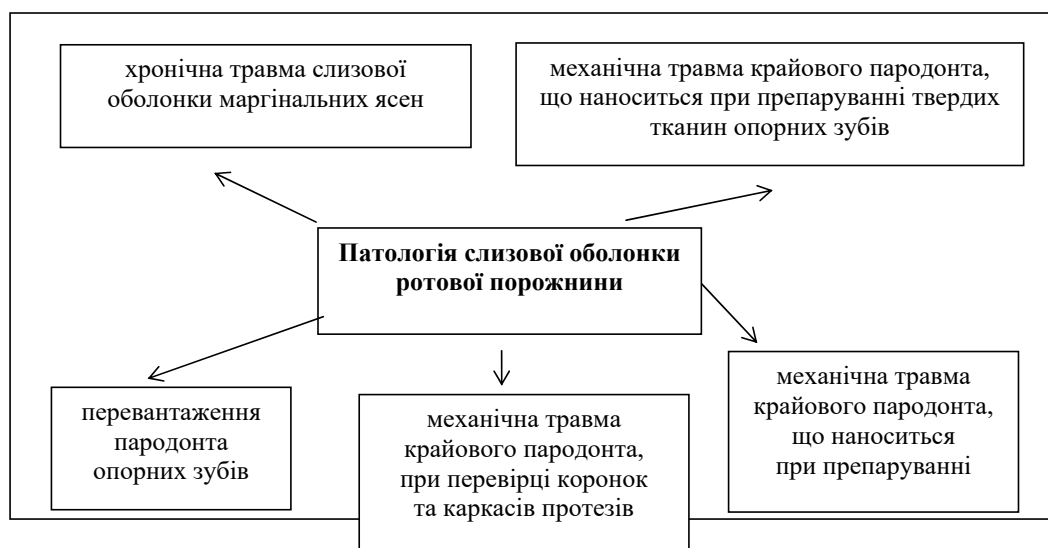 хронічна травма слизової
оболонки маргінальних ясен
механічна травма крайового пародонта,
що наноситься при препаруванні твердих
тканин опорних зубів
Патологія слизової оболонки
ротової порожнини
перевантаження
пародонта
опорних зубів
механічна травма
крайового пародонта,
при перевірці коронок
та каркасів протезів
механічна травма
крайового пародонта,
що наноситься
при препаруванні